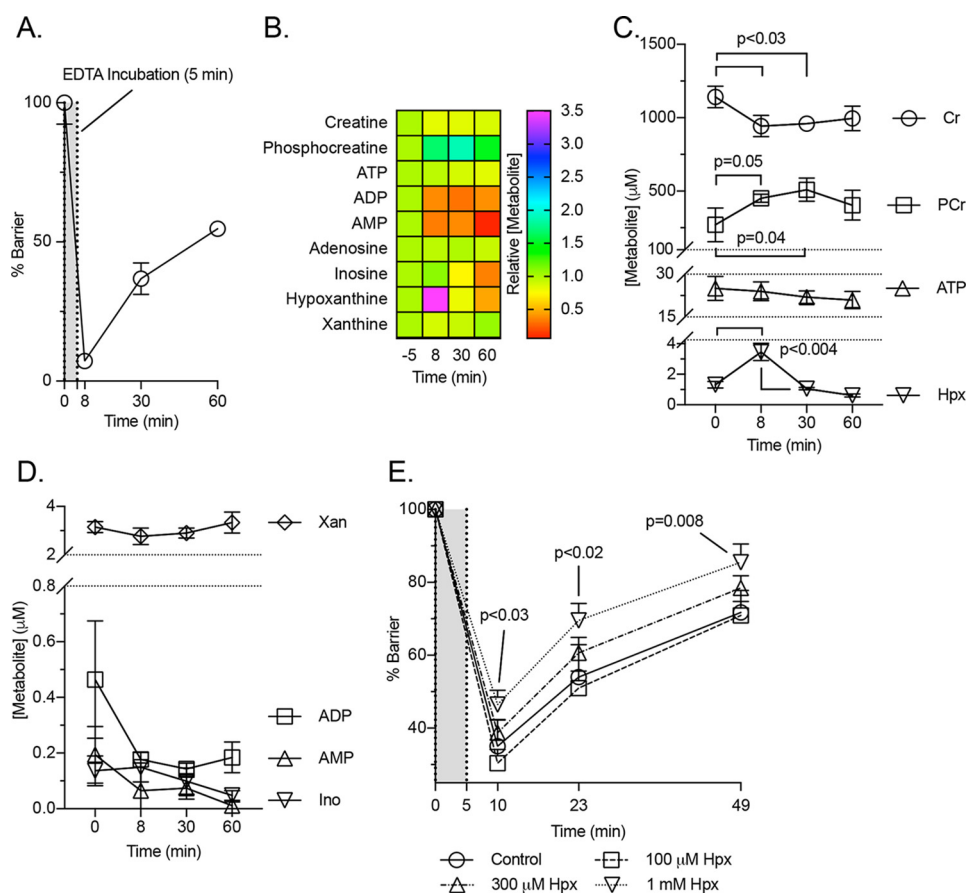 A.
EDTA Incubation (5 min)
100
50
0
% Barrier
0 8 30 60
Time (min)
B.
Creatine
Phosphocreatine
ATP
ADP
AMP
Adenosine
Inosine
Hypoxanthine
Xanthine
-5 8 30 60
Time (min)
3.5
3.0
2.5
2.0
1.5
1.0
0.5
Relative [Metabolite]
C.
1500
1000
500
100
30
15
4
2
0
[Metabolite] (µM)
p<0.03
p=0.05
p=0.04
p<0.004
Cr
PCr
ATP
Hpx
0 8 30 60
Time (min)
D.
4
2
0.8
0.6
0.4
0.2
0.0
[Metabolite] (µM)
Xan
ADP
AMP
Ino
0 8 30 60
Time (min)
E.
100
80
60
40
% Barrier
p<0.03
p<0.02
p=0.008
0 5 10 23 49
Time (min)
Control
100 µM Hpx
300 µM Hpx
1 mM Hpx